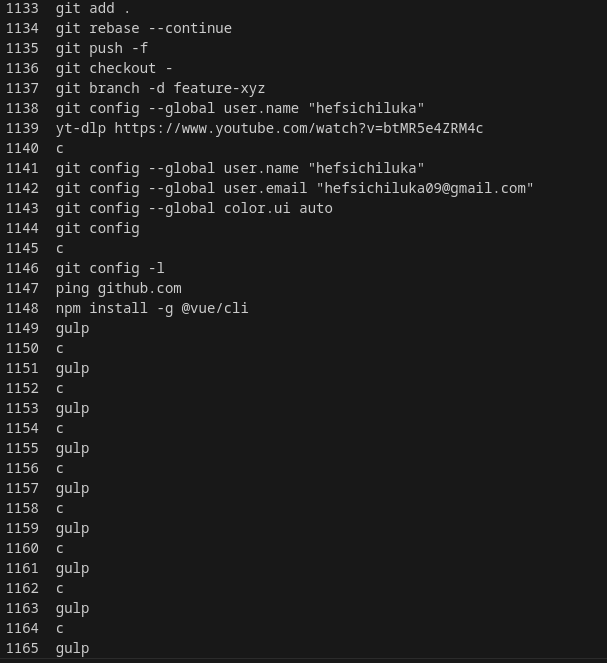 1133 git add .
1134 git rebase --continue
1135 git push -f
1136 git checkout -
1137 git branch -d feature-xyz
1138 git config --global user.name "hefsichiluka"
1139 yt-dlp https://www.youtube.com/watch?v=btMR5e4ZRM4c
1140 c
1141 git config --global user.name "hefsichiluka"
1142 git config --global user.email "hefsichiluka09@gmail.com"
1143 git config --global color.ui auto
1144 git config
1145 c
1146 git config -l
1147 ping github.com
1148 npm install -g @vue/cli
1149 gulp
1150 c
1151 gulp
1152 c
1153 gulp
1154 c
1155 gulp
1156 c
1157 gulp
1158 c
1159 gulp
1160 c
1161 gulp
1162 c
1163 gulp
1164 c
1165 gulp